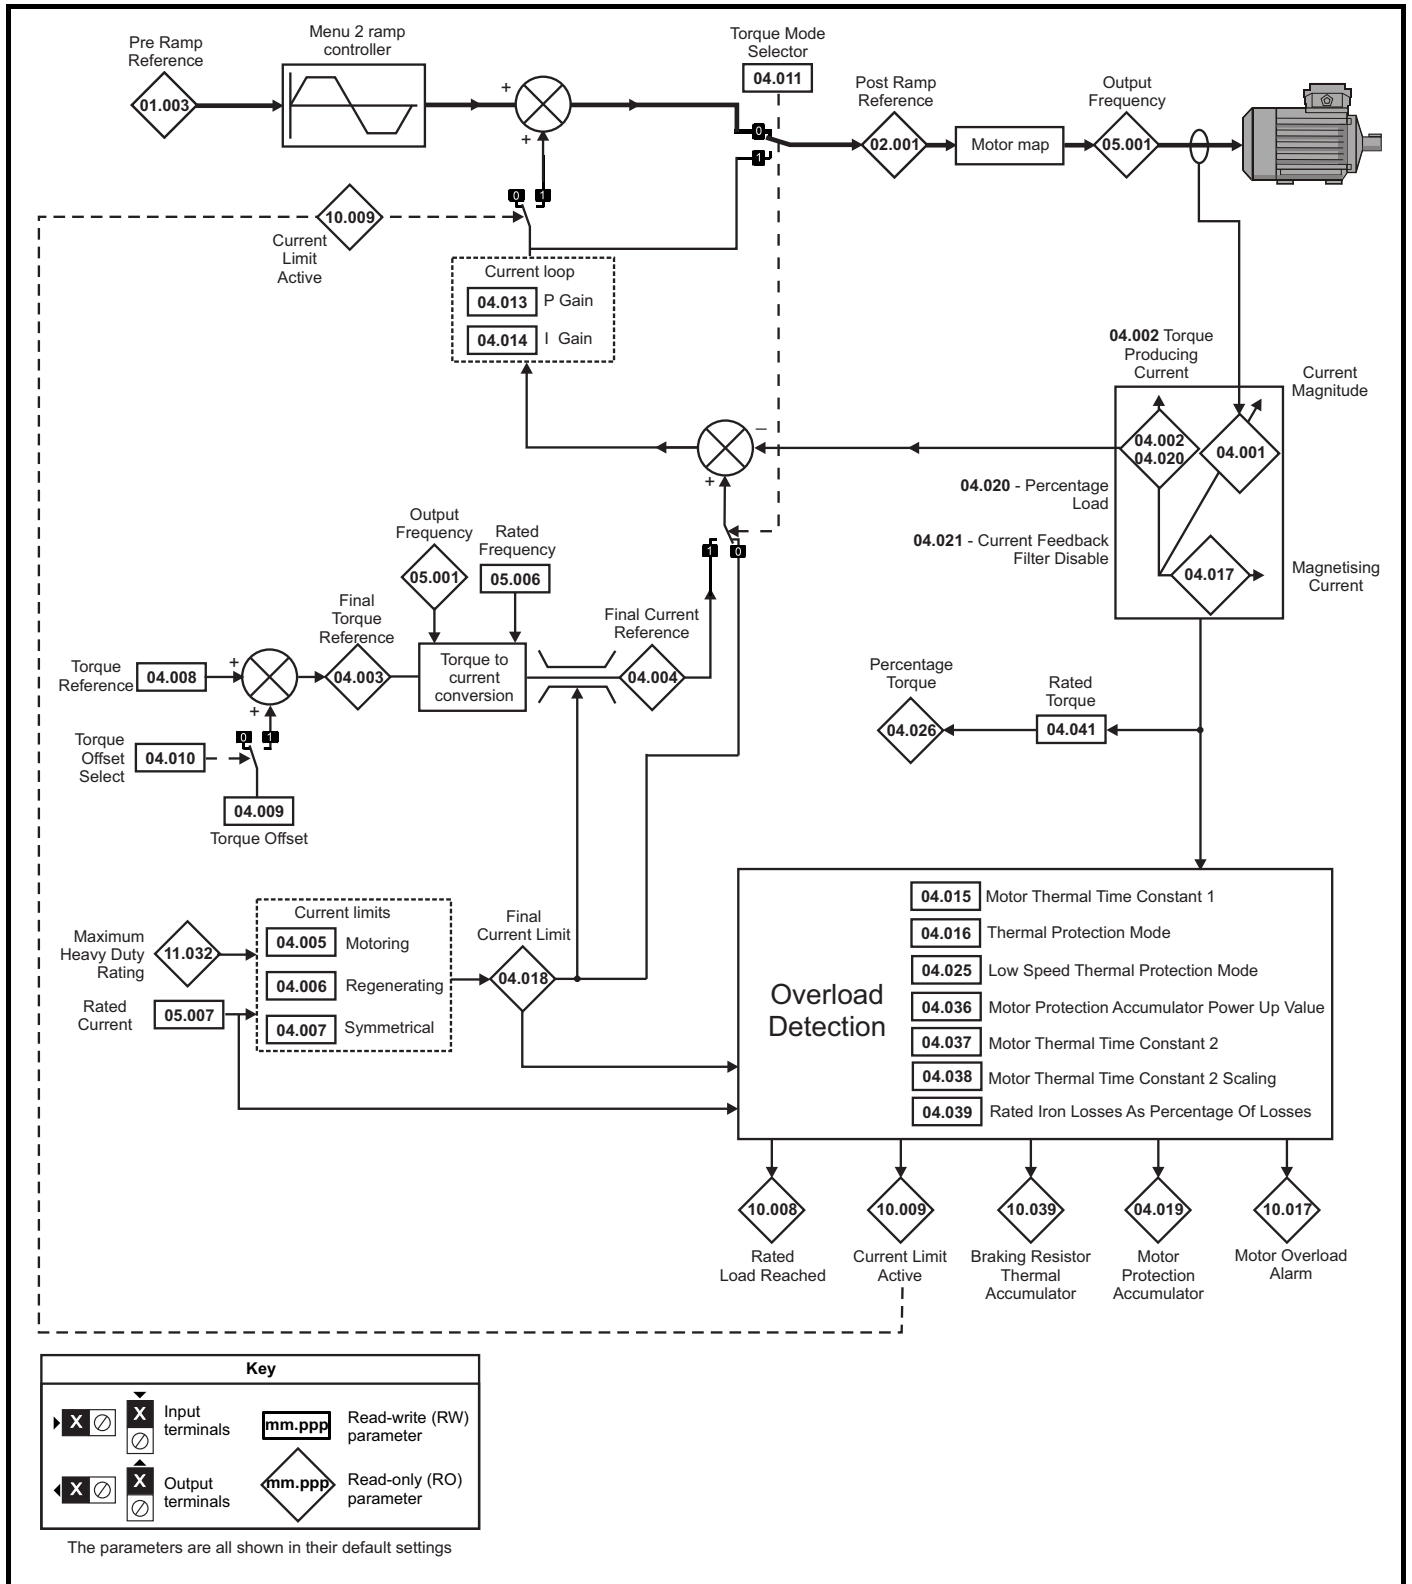 Pre Ramp
Reference
01.003
Menu 2 ramp
controller
+
+
Torque Mode
Selector
04.011
0
1
Post Ramp
Reference
02.001
Motor map
Output
Frequency
05.001
0
1
10.009
Current
Limit
Active
Current loop
04.013 P Gain
04.014 I Gain
04.002 Torque
Producing
Current
Current
Magnitude
04.002
04.020
04.001
04.020 - Percentage
Load
04.021 - Current Feedback
Filter Disable
04.017
Magnetising
Current
–
+
1
0
Output
Frequency
05.001
Rated
Frequency
05.006
Final
Torque
Reference
04.003
Torque to
current
conversion
Final Current
Reference
04.004
Torque
Reference
04.008
+
+
0
1
Torque
Offset
Select
04.010
04.009
Torque Offset
Percentage
Torque
04.026
Rated
Torque
04.041
Maximum
Heavy Duty
Rating
11.032
Rated
Current
05.007
Current limits
04.005 Motoring
04.006 Regenerating
04.007 Symmetrical
Final
Current Limit
04.018
Overload
Detection
04.015 Motor Thermal Time Constant 1
04.016 Thermal Protection Mode
04.025 Low Speed Thermal Protection Mode
04.036 Motor Protection Accumulator Power Up Value
04.037 Motor Thermal Time Constant 2
04.038 Motor Thermal Time Constant 2 Scaling
04.039 Rated Iron Losses As Percentage Of Losses
10.008
Rated
Load Reached
10.009
Current Limit
Active
10.039
Braking Resistor
Thermal
Accumulator
04.019
Motor
Protection
Accumulator
10.017
Motor Overload
Alarm
Key
X
X
Input
terminals
mm.ppp
Read-write (RW)
parameter
X
X
Output
terminals
mm.ppp
Read-only (RO)
parameter
The parameters are all shown in their default settings